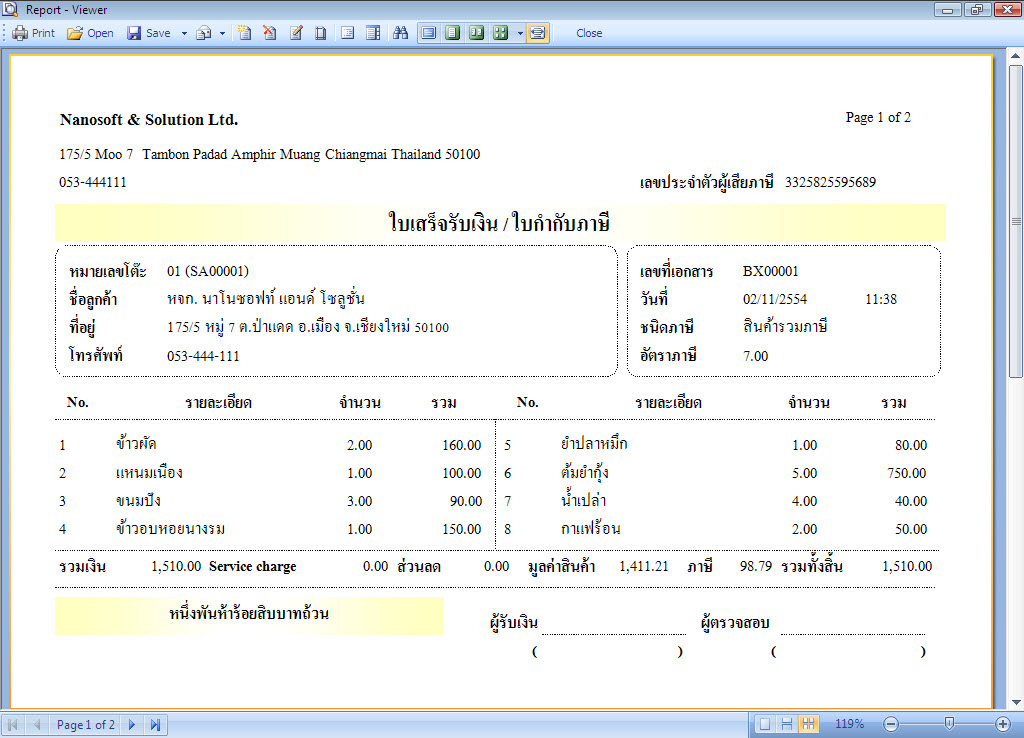 Report - Viewer
Print Open Save Close
Nanosoft & Solution Ltd. Page 1 of 2
175/5 Moo 7 Tambon Padad Amphir Muang Chiangmai Thailand 50100
053-444111 เลขประจำตัวผู้เสียภาษี 3325825595689
ใบเสร็จรับเงิน / ใบกำกับภาษี
หมายเลขโต๊ะ 01 (SA00001) เลขที่เอกสาร BX00001
ชื่อลูกค้า หจก. นาโนซอฟท์ แอนด์ โซลูชั่น วันที่ 02/11/2554 11:38
ที่อยู่ 175/5 หมู่ 7 ต.ป่าแดด อ.เมือง จ.เชียงใหม่ 50100 ชนิดภาษี สินค้ารวมภาษี
โทรศัพท์ 053-444-111 อัตราภาษี 7.00
No. รายละเอียด จำนวน รวม No. รายละเอียด จำนวน รวม
1 ข้าวผัด 2.00 160.00 5 ยำปลาหมึก 1.00 80.00
2 แหนมเนือง 1.00 100.00 6 ต้มยำกุ้ง 5.00 750.00
3 ขนมปัง 3.00 90.00 7 น้ำเปล่า 4.00 40.00
4 ข้าวอบหอยนางรม 1.00 150.00 8 กาแฟร้อน 2.00 50.00
รวมเงิน 1,510.00 Service charge 0.00 ส่วนลด 0.00 มูลค่าสินค้า 1,411.21 ภาษี 98.79 รวมทั้งสิ้น 1,510.00
หนึ่งพันห้าร้อยสิบบาทถ้วน
ผู้รับเงิน ผู้ตรวจสอบ
( ) ( )
Page 1 of 2 119%